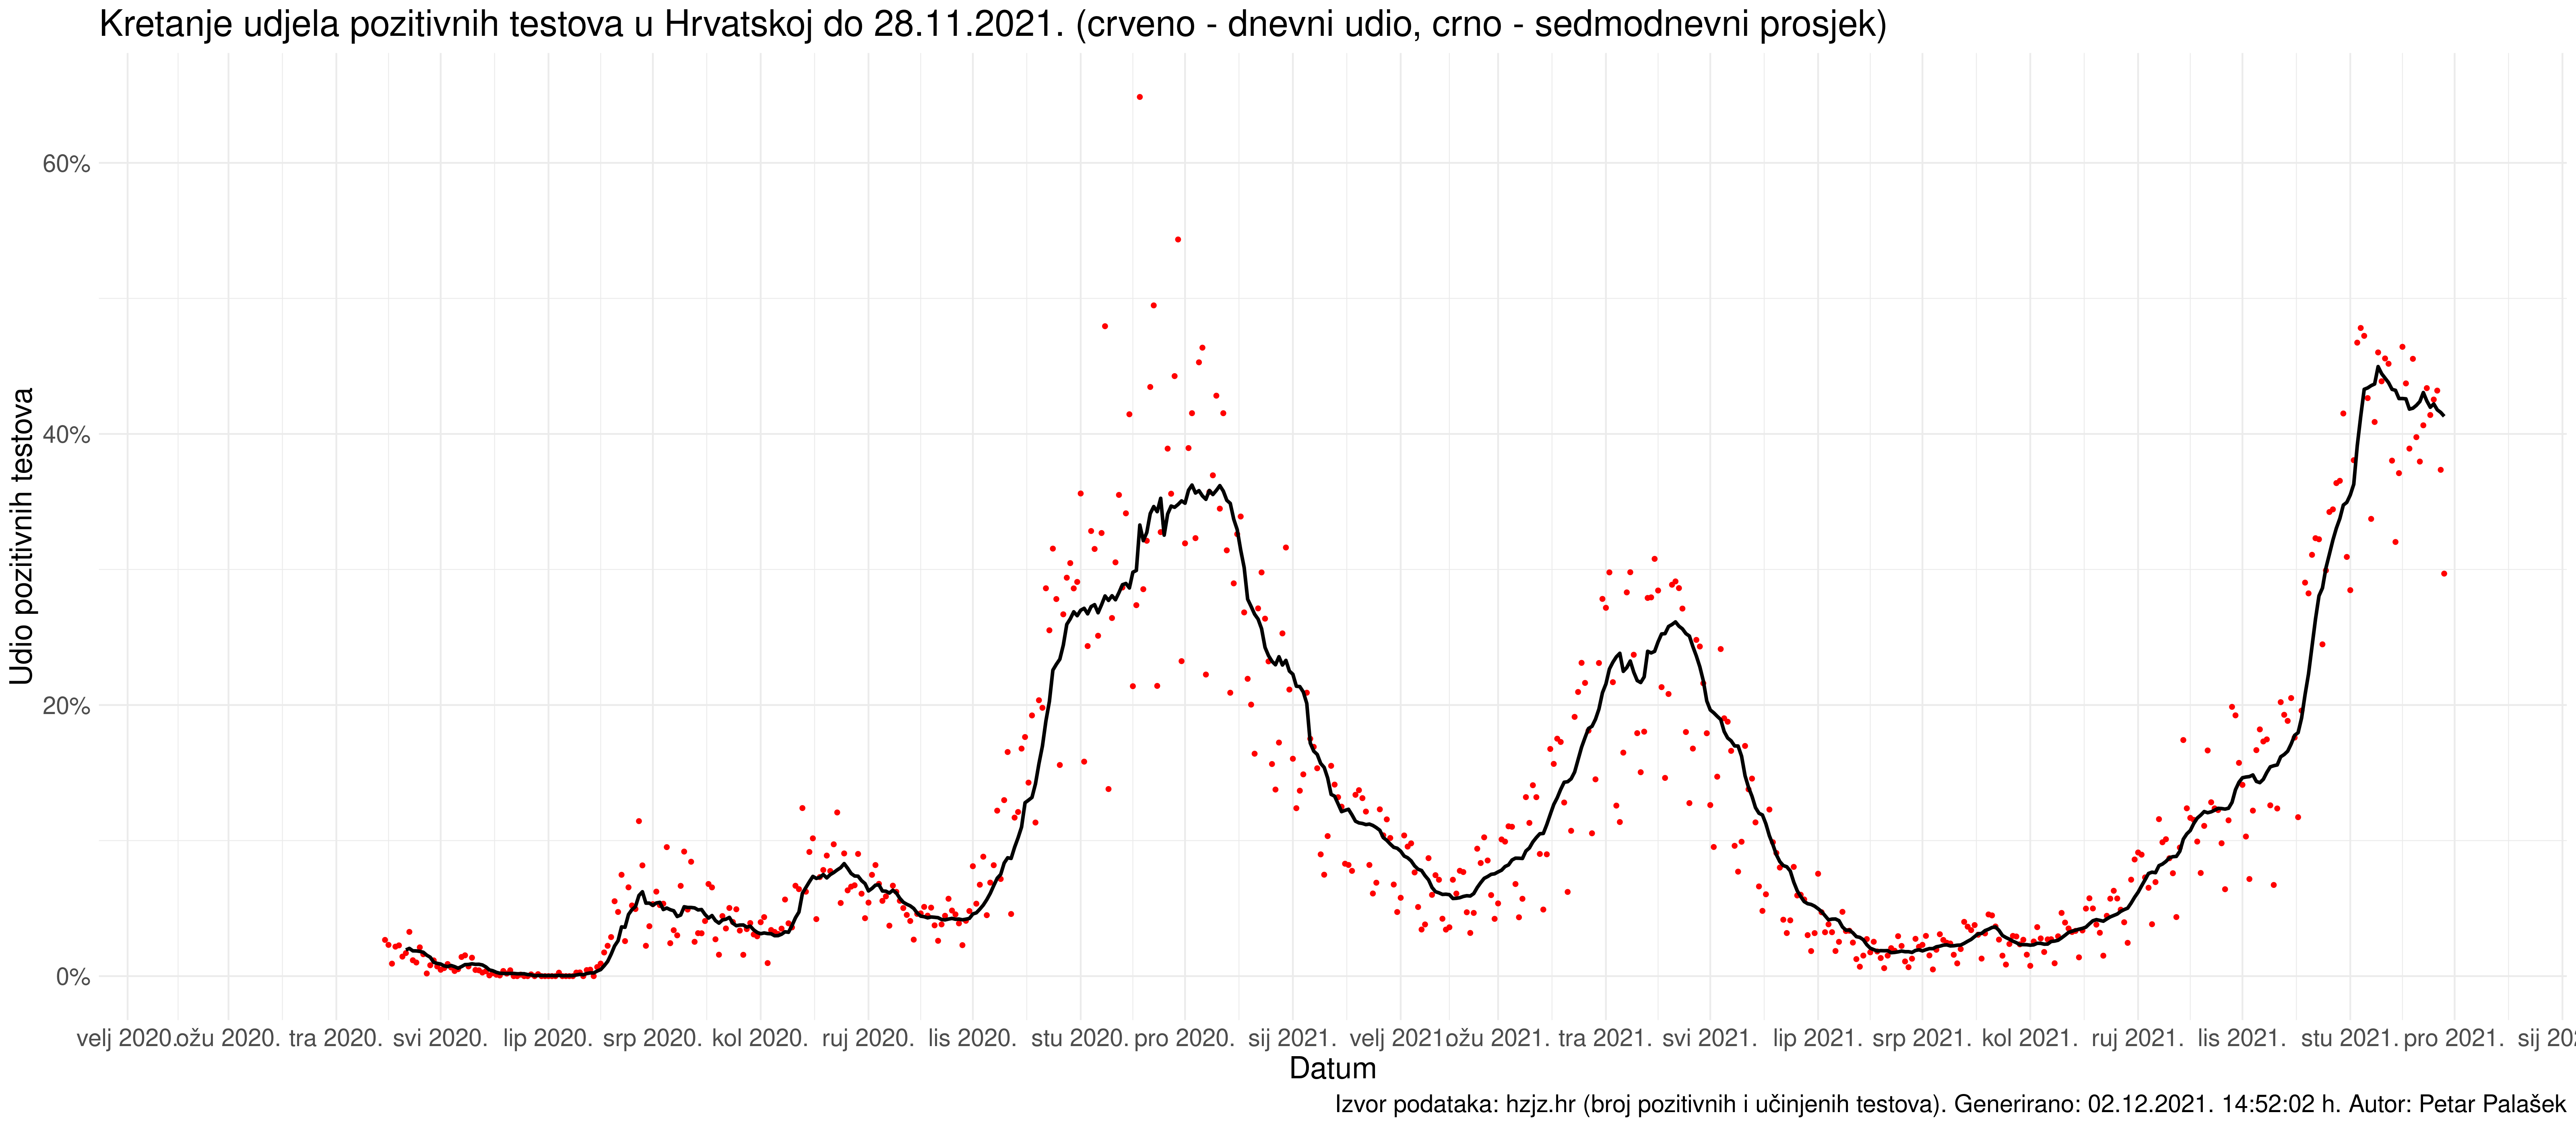 Kretanje udjela pozitivnih testova u Hrvatskoj do 28.11.2021. (crveno - dnevni udio, crno - sedmodnevni prosjek)
Udio pozitivnih testova
60%
40%
20%
0%
velj 2020. ožu 2020. tra 2020. svi 2020. lip 2020. srp 2020. kol 2020. ruj 2020. lis 2020. stu 2020. pro 2020. sij 2021. velj 2021. ožu 2021. tra 2021. svi 2021. lip 2021. srp 2021. kol 2021. ruj 2021. lis 2021. stu 2021. pro 2021. sij 202
Datum
Izvor podataka: hzjz.hr (broj pozitivnih i učinjenih testova). Generirano: 02.12.2021. 14:52:02 h. Autor: Petar Palašek